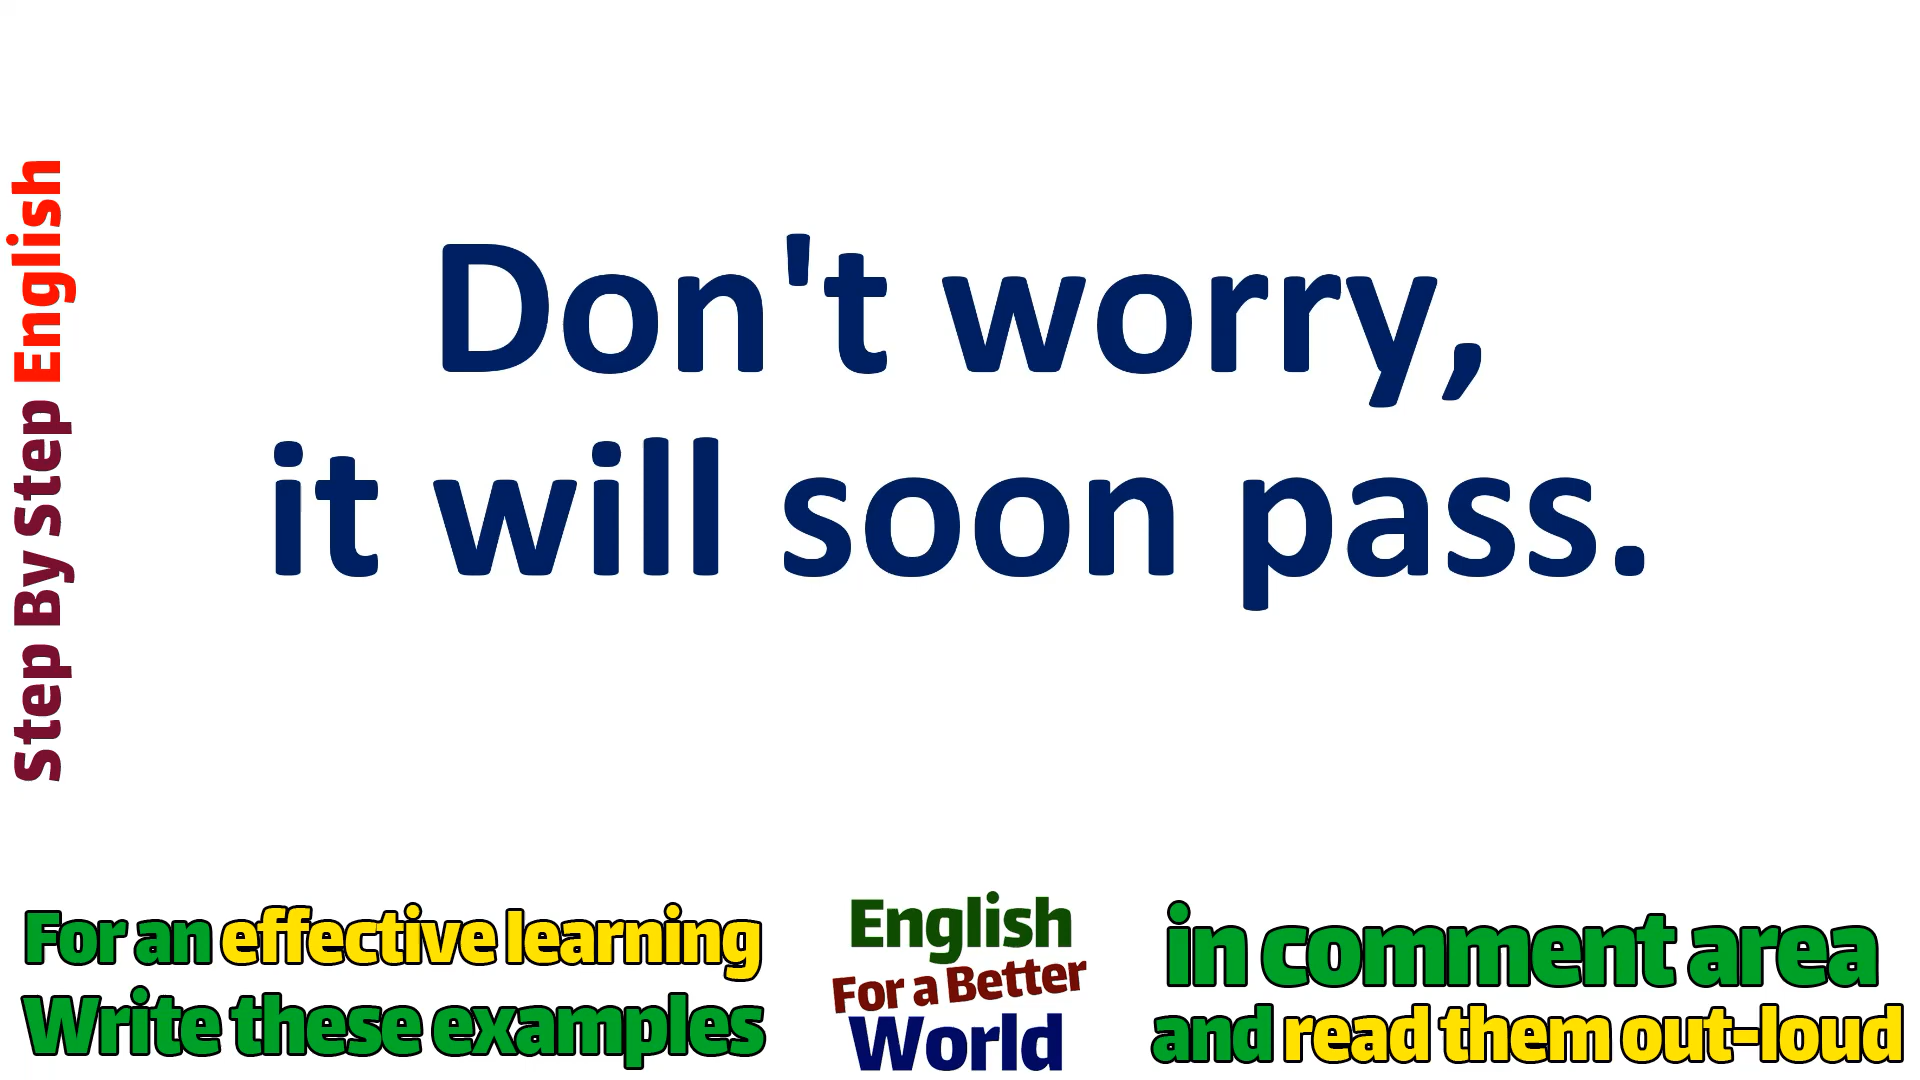 Step By Step English
Don't worry,
it will soon pass.
For an effective learning
Write these examples
English
For a Better
World
in comment area
and read them out-loud